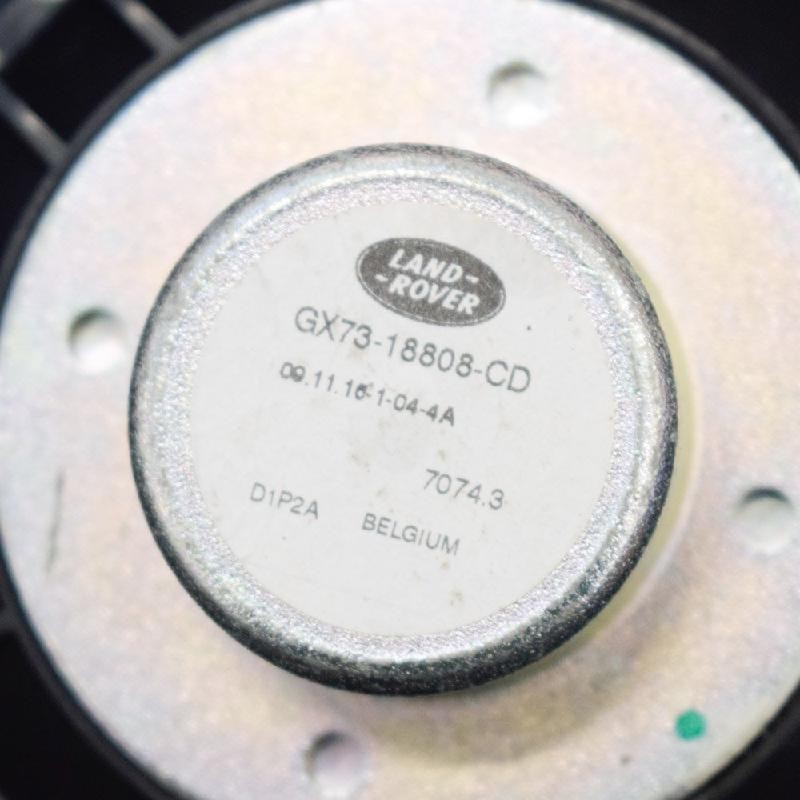 LAND-
-ROVER
GX73-18808-CD
09.11.16-1-04-4A
7074.3
D1P2A BELGIUM